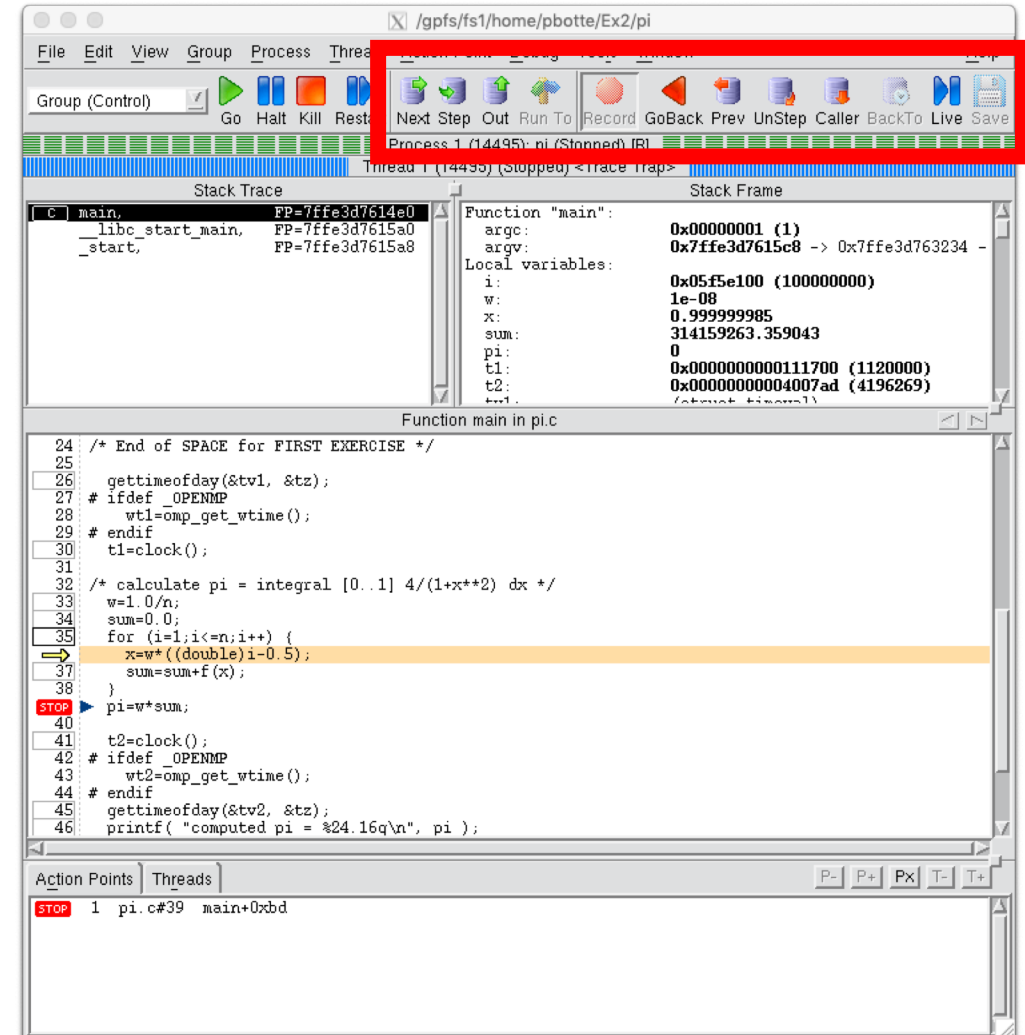 X /gpfs/fs1/home/pbotte/Ex2/pi
File Edit View Group Process
Group (Control) Go Halt Kill Next Step Out Run To Record GoBack Prev UnStep Caller BackTo Live Save
Process 1 (14495): pi (Stopped) [R]
Thread 1 (14495) (Stopped) <Trace Trap>
Stack Trace
C main, FP=7ffe3d7614e0
__libc_start_main, FP=7ffe3d7615a0
_start, FP=7ffe3d7615a8
Stack Frame
Function "main":
argc: 0x00000001 (1)
argv: 0x7ffe3d7615c8 -> 0x7ffe3d763234 -
Local variables:
i: 0x05f5e100 (100000000)
w: 1e-08
x: 0.999999985
sum: 314159263.359043
pi: 0
t1: 0x0000000000111700 (1120000)
t2: 0x00000000004007ad (4196269)
Function main in pi.c
24 /* End of SPACE for FIRST EXERCISE */
25
26 gettimeofday(&tv1, &tz);
27 # ifdef _OPENMP
28 wt1=omp_get_wtime();
29 # endif
30 t1=clock();
31
32 /* calculate pi = integral [0..1] 4/(1+x**2) dx */
33 w=1.0/n;
34 sum=0.0;
35 for (i=1;i<=n;i++) {
x=w*((double)i-0.5);
37 sum=sum+f(x);
38 }
STOP pi=w*sum;
40
41 t2=clock();
42 # ifdef _OPENMP
43 wt2=omp_get_wtime();
44 # endif
45 gettimeofday(&tv2, &tz);
46 printf( "computed pi = %24.16q\n", pi );
Action Points Threads P- P+ Px T- T+
STOP 1 pi.c#39 main+0xbd